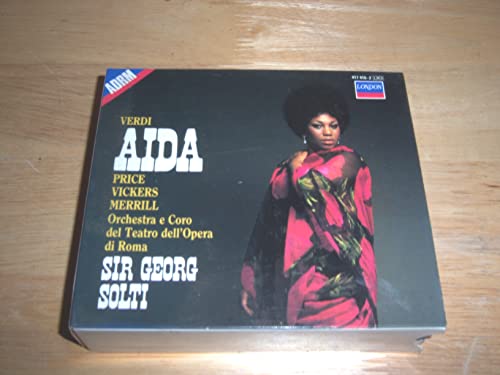 ADRM
LONDON
VERDI
AIDA
PRICE
VICKERS
MERRILL
Orchestra e Coro
del Teatro dell'Opera
di Roma
SIR GEORG
SOLTI